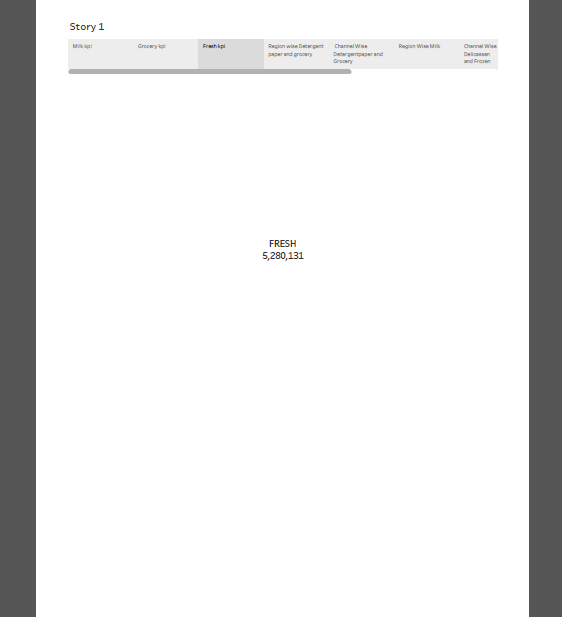 Story 1
Milk kpi
Grocery kpi
Fresh kpi
Region wise Detergent
paper and grocery
Channel Wise
Detergentpaper and
Grocery
Region Wise Milk
Channel Wise
Delicassen
and Frozen
FRESH
5,280,131